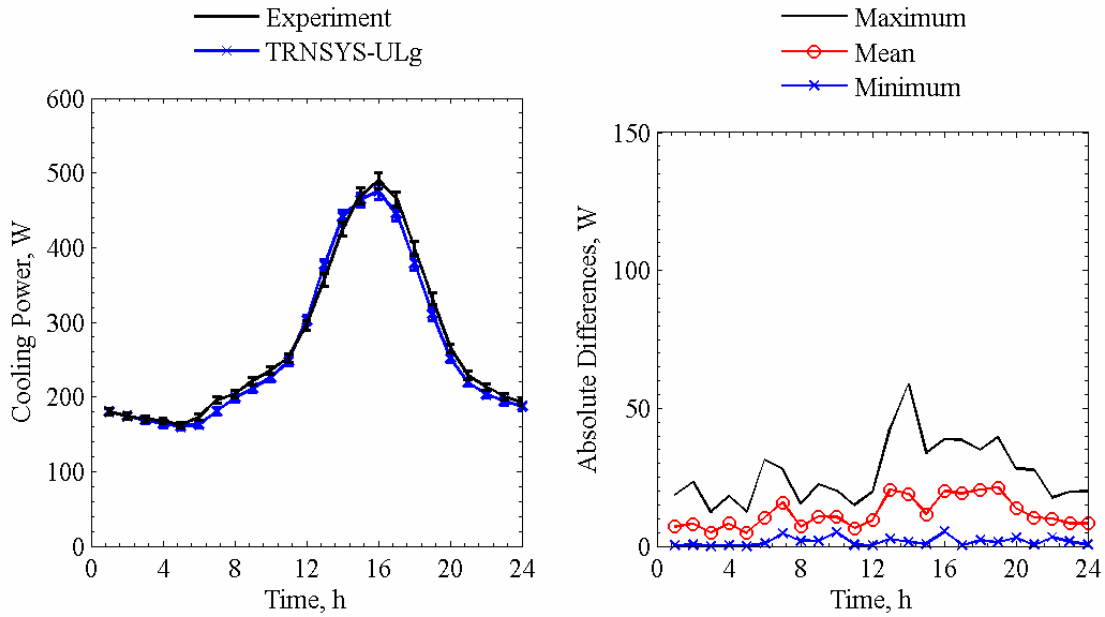 Experiment
TRNSYS-ULg
600
500
400
300
200
100
0
Cooling Power, W
0 4 8 12 16 20 24
Time, h
Maximum
Mean
Minimum
150
100
50
0
Absolute Differences, W
0 4 8 12 16 20 24
Time, h